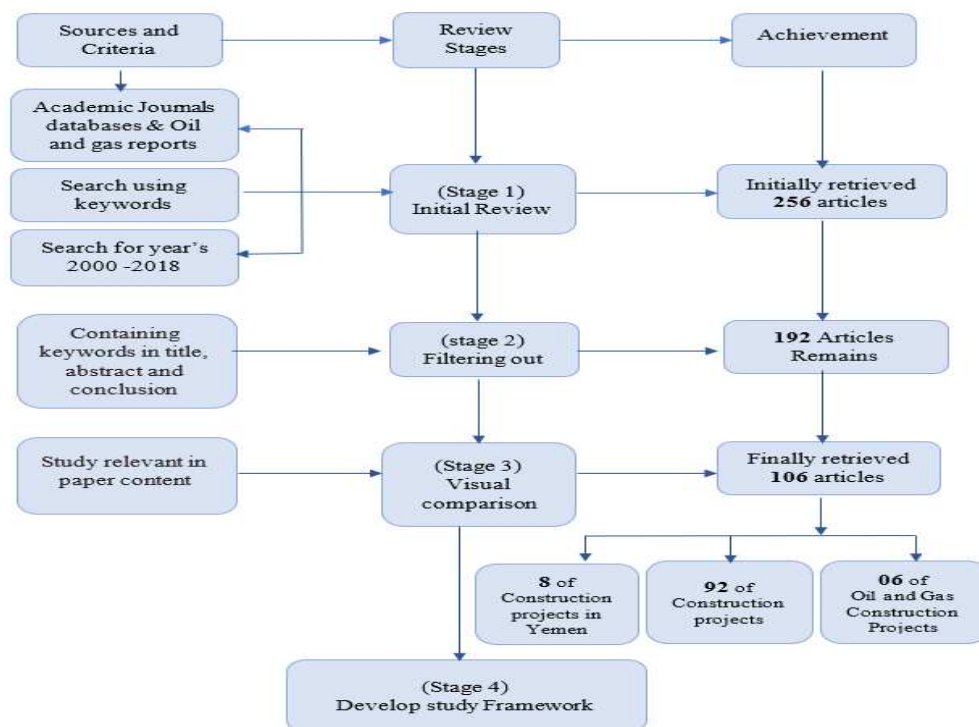 Sources and
Criteria
Review
Stages
Achievement
Academic Journals
databases & Oil
and gas reports
Search using
keywords
(Stage 1)
Initial Review
Initially retrieved
256 articles
Search for year’s
2000 -2018
Containing
keywords in title,
abstract and
conclusion
(stage 2)
Filtering out
192 Articles
Remains
Study relevant in
paper content
(Stage 3)
Visual
comparison
Finally retrieved
106 articles
8 of
Construction
projects in
Yemen
92 of
Construction
projects
06 of
Oil and Gas
Construction
Projects
(Stage 4)
Develop study Framework